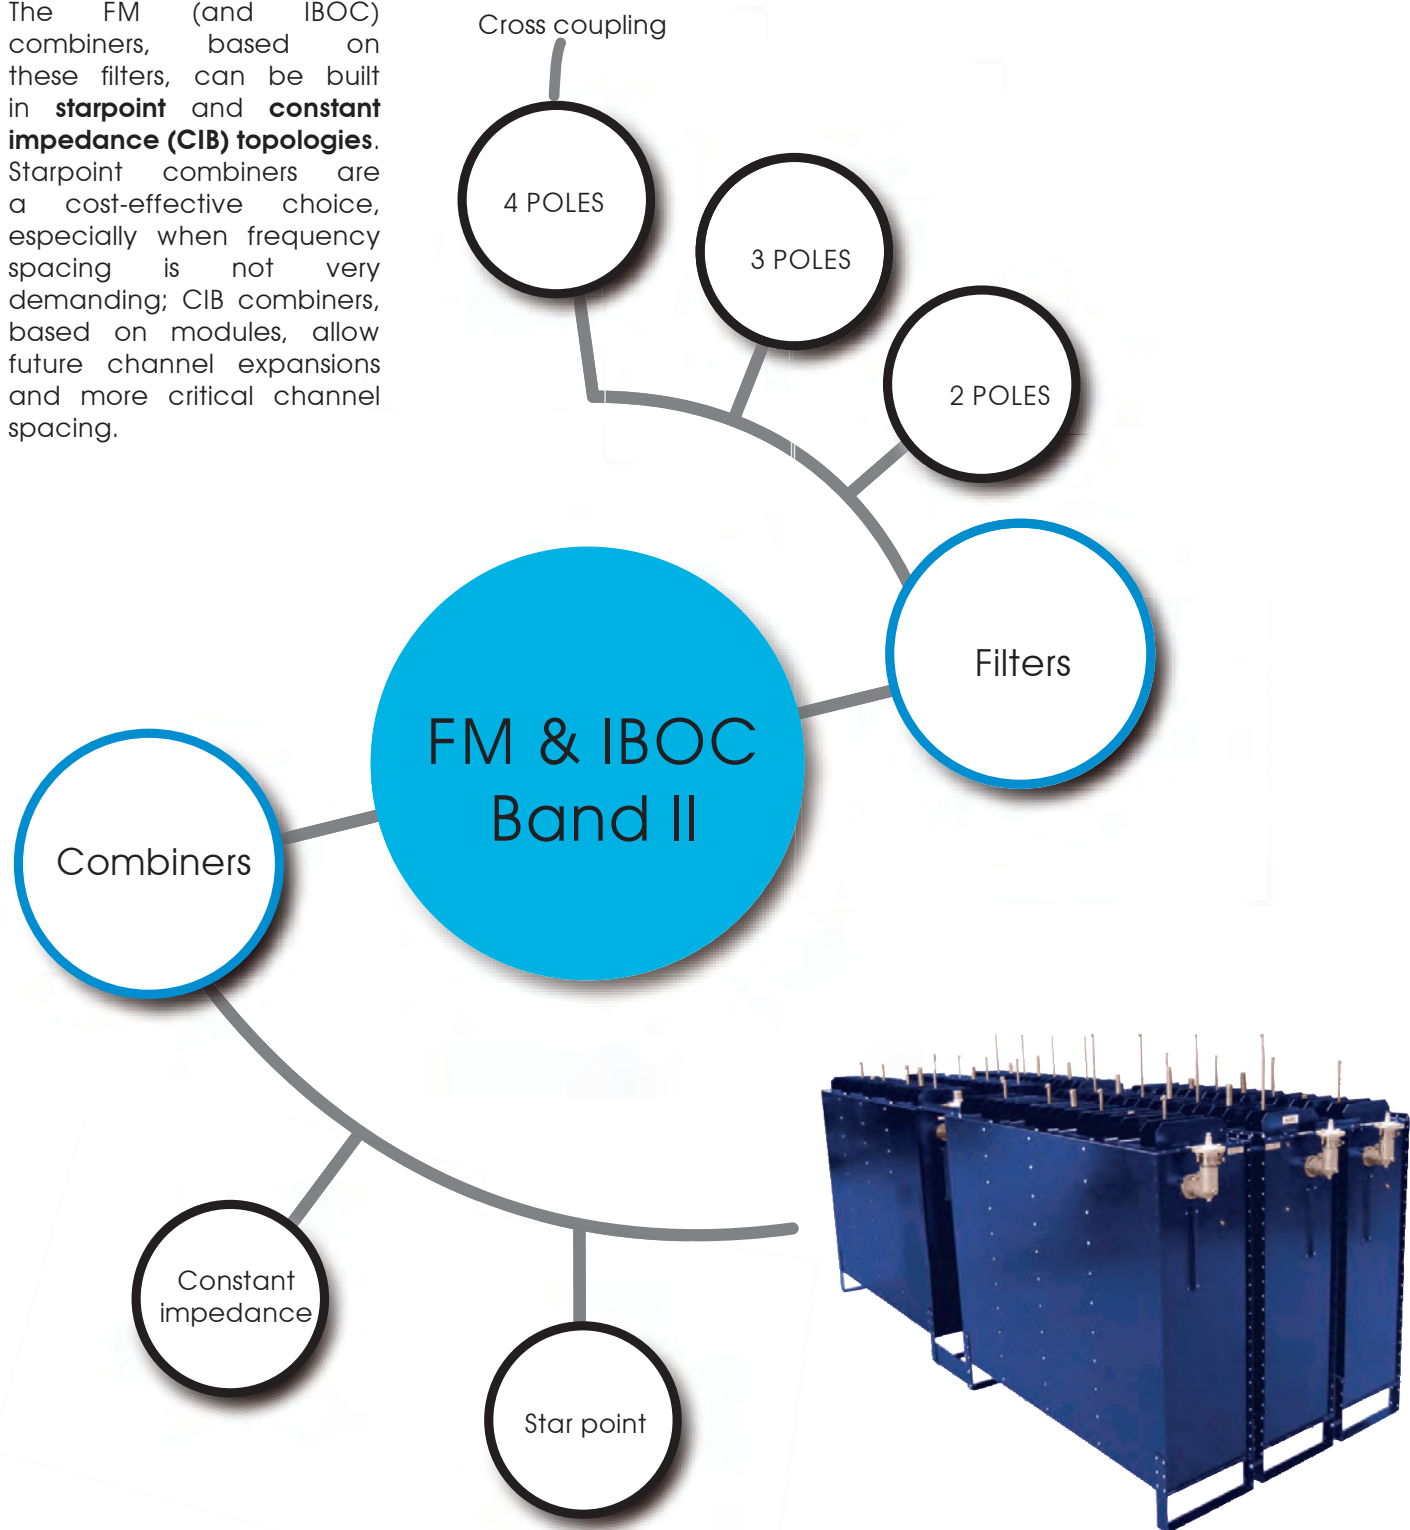 The FM (and IBOC)
combiners, based on
these filters, can be built
in starpoint and constant
impedance (CIB) topologies.
Starpoint combiners are
a cost-effective choice,
especially when frequency
spacing is not very
demanding; CIB combiners,
based on modules, allow
future channel expansions
and more critical channel
spacing.
Cross coupling
4 POLES
3 POLES
2 POLES
Filters
FM & IBOC
Band II
Combiners
Constant
impedance
Star point